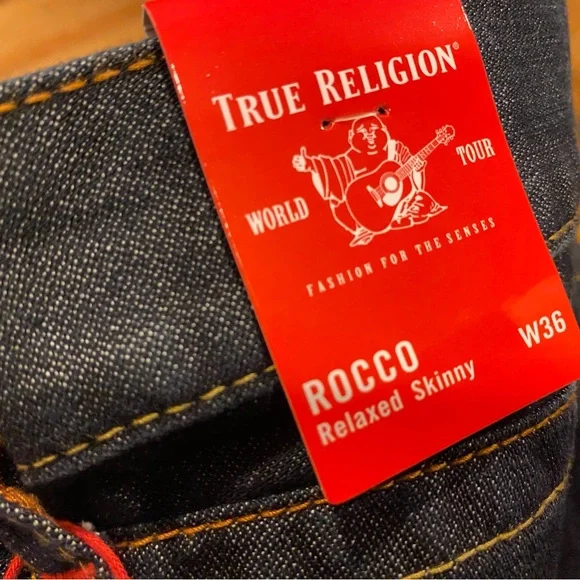 TRUE RELIGION®
WORLD TOUR
FASHION FOR THE SENSES
ROCCO W36
Relaxed Skinny